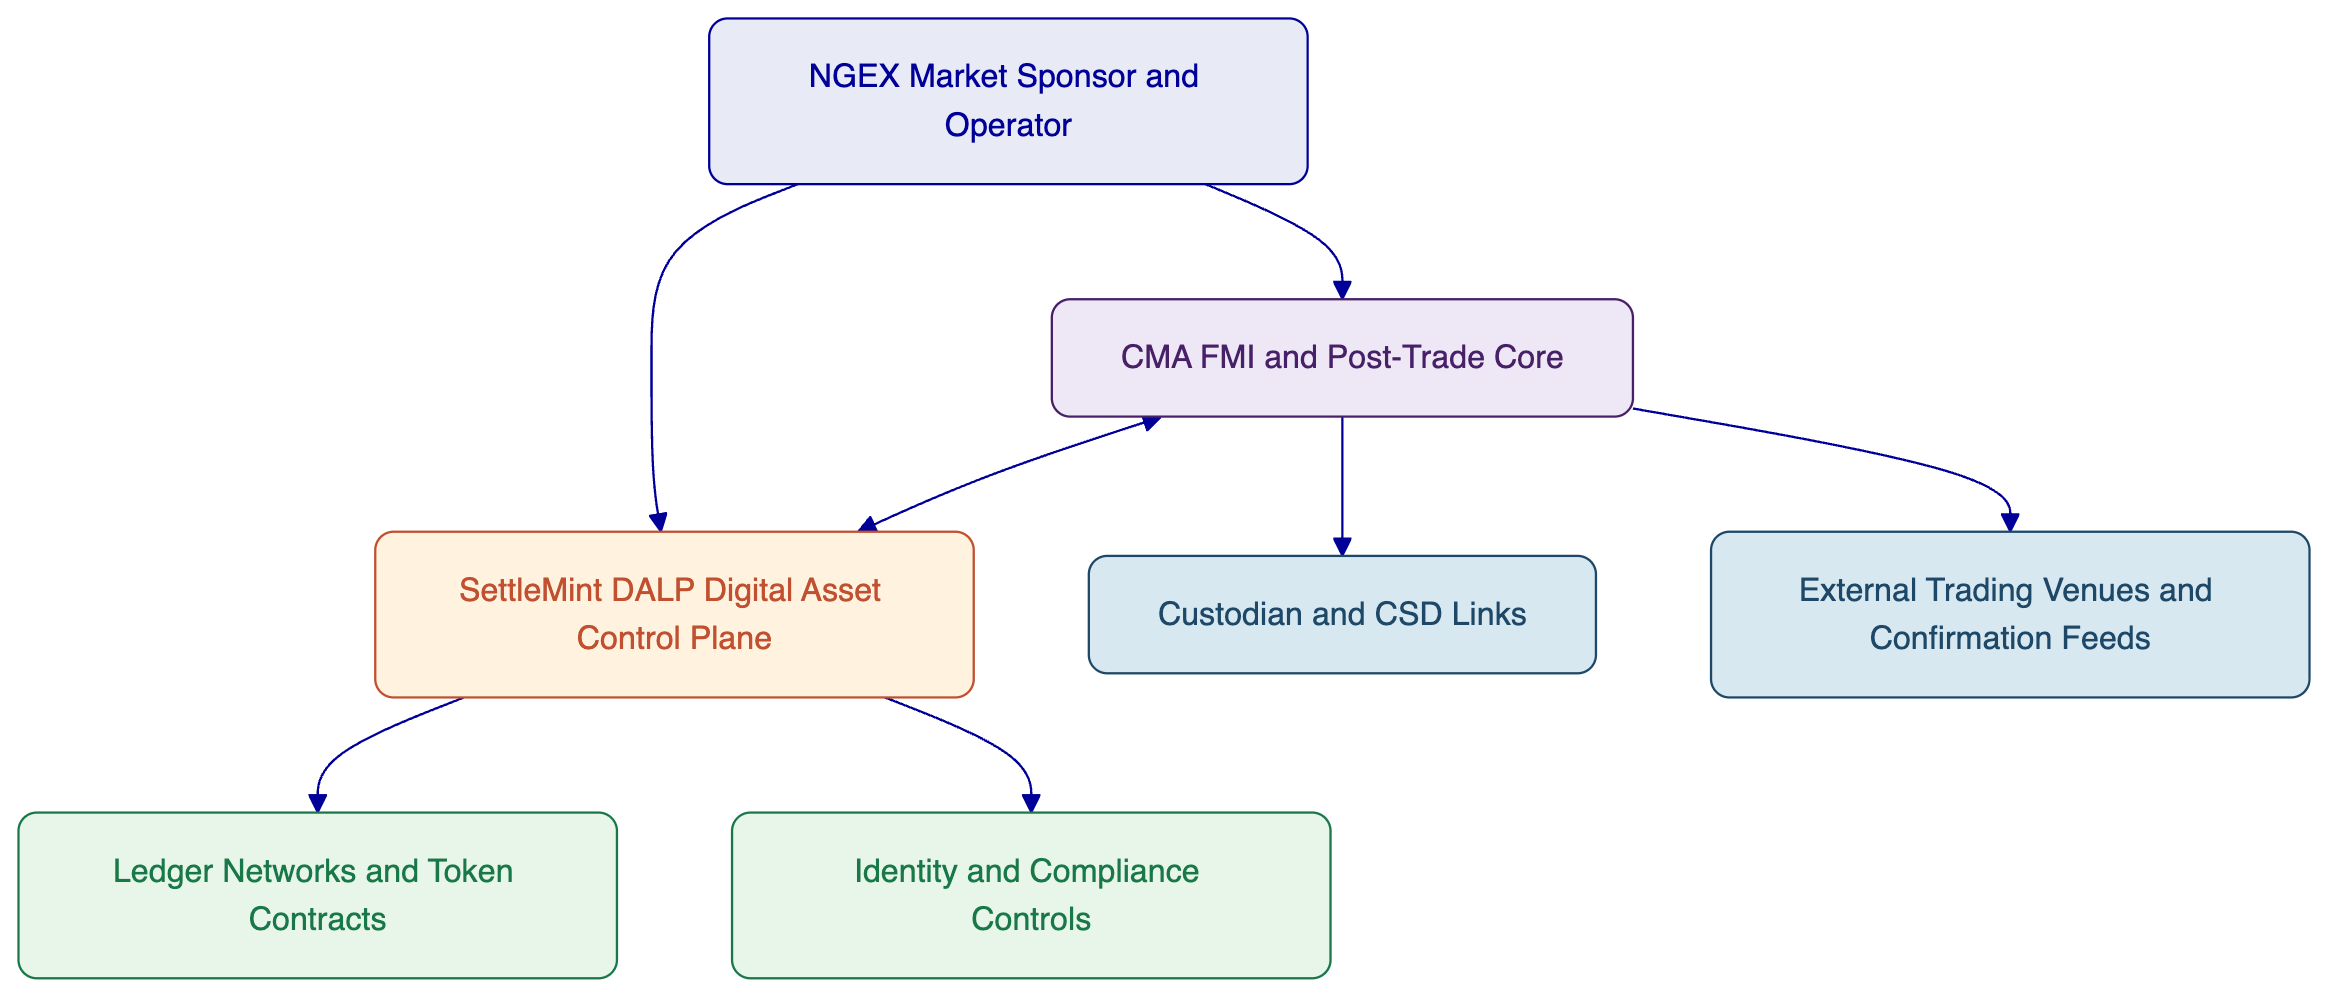 NGEX Market Sponsor and
Operator
CMA FMI and Post-Trade Core
SettleMint DALP Digital Asset
Control Plane
Custodian and CSD Links
External Trading Venues and
Confirmation Feeds
Ledger Networks and Token
Contracts
Identity and Compliance
Controls